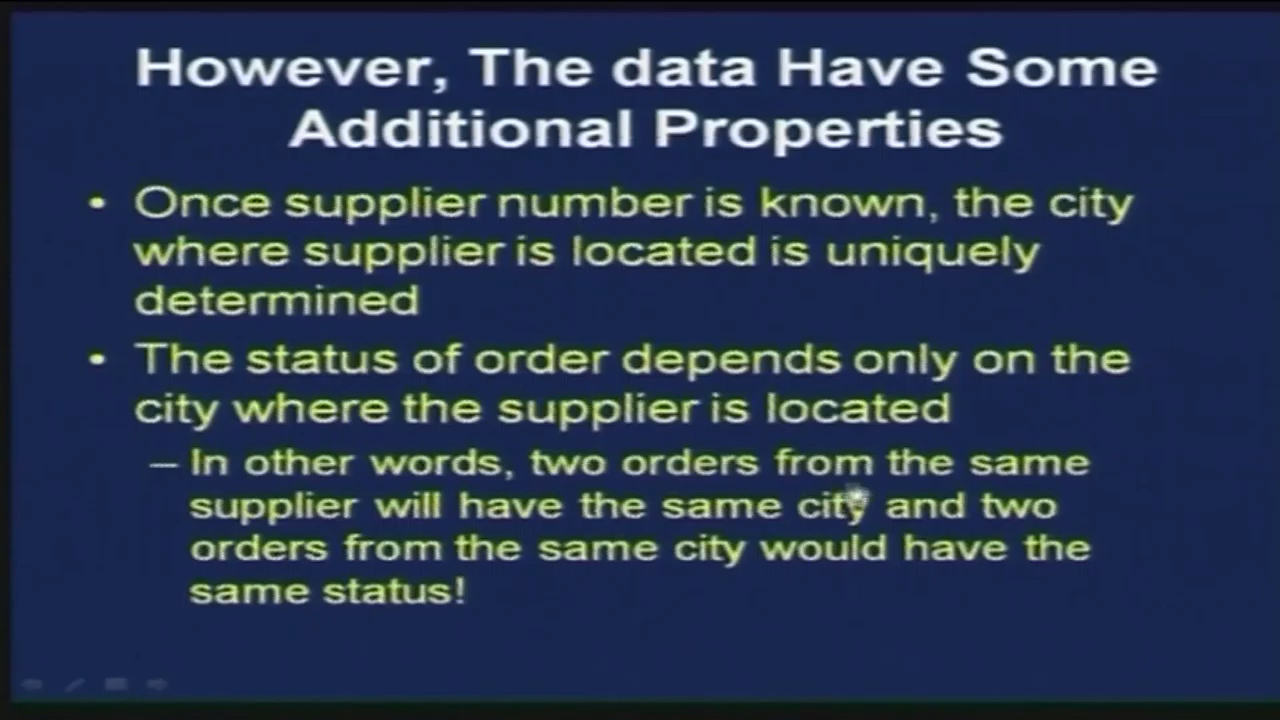 However, The data Have Some
Additional Properties
• Once supplier number is known, the city
where supplier is located is uniquely
determined
• The status of order depends only on the
city where the supplier is located
– In other words, two orders from the same
supplier will have the same city and two
orders from the same city would have the
same status!